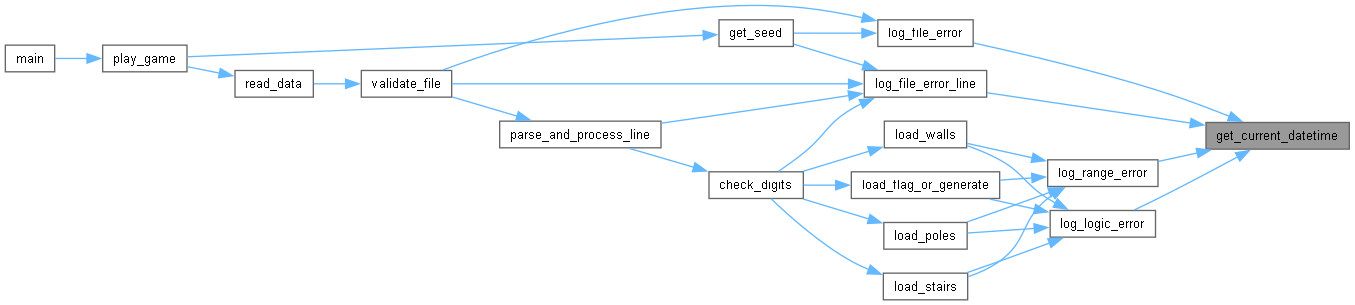 main
play_game
get_seed
read_data
validate_file
parse_and_process_line
check_digits
log_file_error
log_file_error_line
load_walls
load_flag_or_generate
load_poles
load_stairs
get_current_datetime
log_range_error
log_logic_error